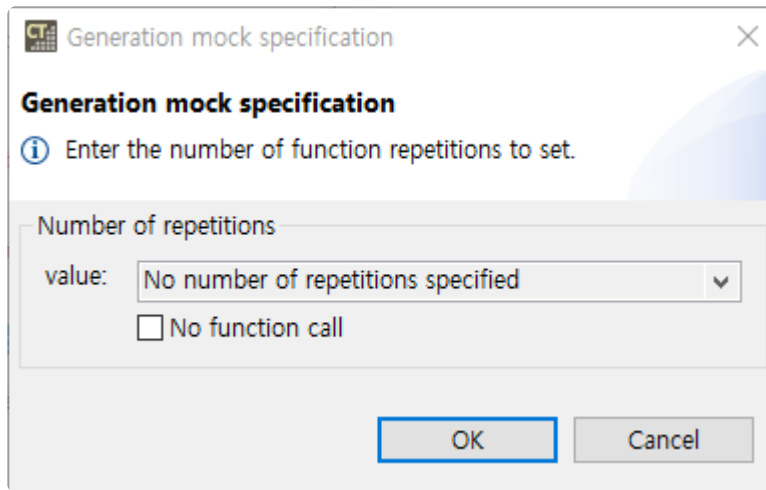 CT
Generation mock specification
Generation mock specification
Enter the number of function repetitions to set.
Number of repetitions
value: No number of repetitions specified
No function call
OK Cancel